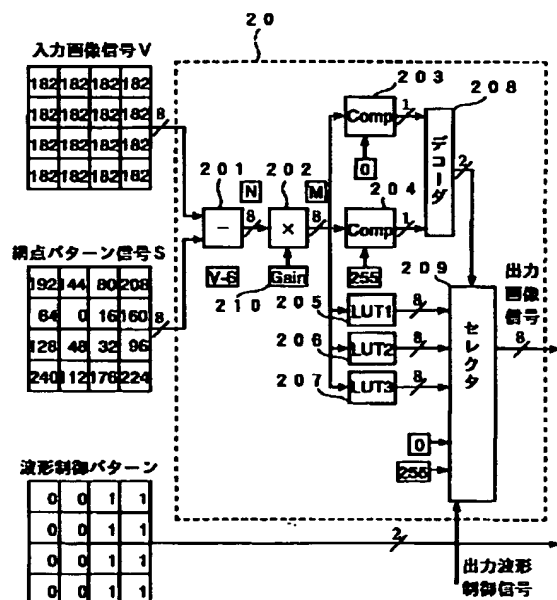 20
入力画像信号V
182 182 182 182
182 182 182 182
182 182 182 182
182 182 182 182
8
網点パターン信号S
192 144 80 208
64 0 16 160
128 48 32 96
240 112 176 224
8
波形制御パターン
0 0 1 1
0 0 1 1
0 0 1 1
0 0 1 1
201
−
N
8
202
×
M
8
Gain
210
203
Comp
1
0
204
Comp
1
255
208
デコーダ
2
205
LUT1
8
206
LUT2
8
207
LUT3
8
0
255
209
セレクタ
出力
画像
信号
8
2
出力波形
制御信号